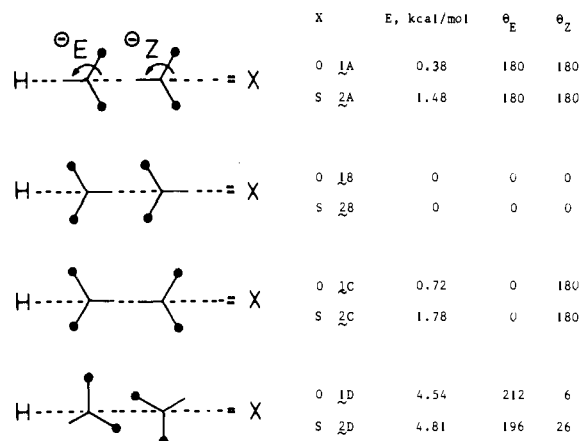 X E, kcal/mol θE θZ
⊖E ⊖Z
H = X
O 1A 0.38 180 180
S 2A 1.48 180 180
H = X
O 1B 0 0 0
S 2B 0 0 0
H = X
O 1C 0.72 0 180
S 2C 1.78 0 180
H = X
O 1D 4.54 212 6
S 2D 4.81 196 26